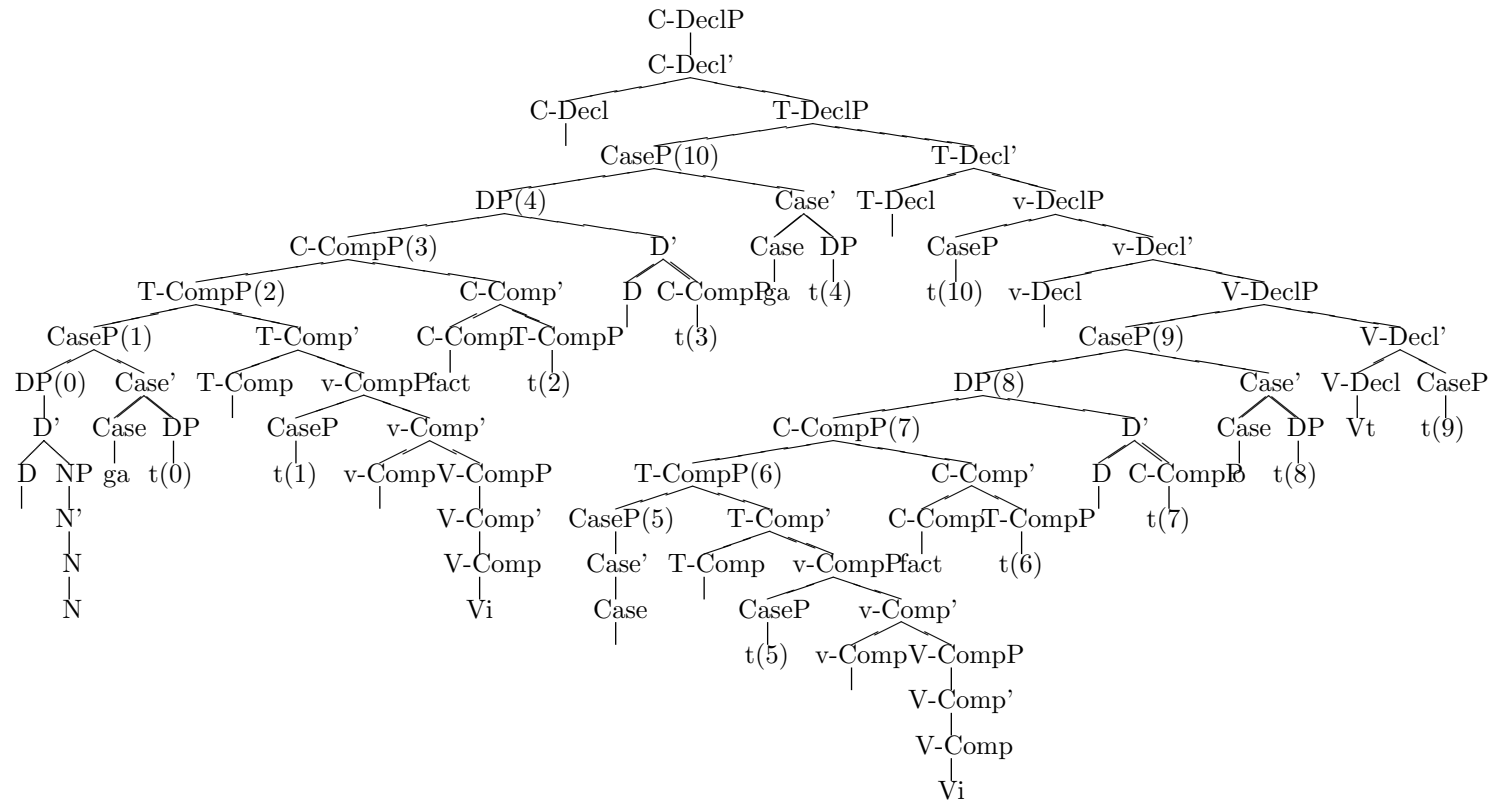 C-DeclP
C-Decl'
C-Decl T-DeclP
CaseP(10) T-Decl'
DP(4) Case' T-Decl v-DeclP
C-CompP(3) D' Case DP CaseP v-Decl'
T-CompP(2) C-Comp' D C-CompP ga t(4) t(10) v-Decl V-DeclP
CaseP(1) T-Comp' C-Comp T-CompP t(3) CaseP(9) V-Decl'
DP(0) Case' T-Comp v-CompP fact t(2) DP(8) Case' V-Decl CaseP
D' Case DP CaseP v-Comp' C-CompP(7) D' Case DP Vt t(9)
D NP ga t(0) t(1) v-Comp V-CompP T-CompP(6) C-Comp' D C-CompP o t(8)
N' V-Comp' CaseP(5) T-Comp' C-Comp T-CompP t(7)
N V-Comp Case' T-Comp v-CompP fact t(6)
N Vi Case CaseP v-Comp'
t(5) v-Comp V-CompP
V-Comp'
V-Comp
Vi